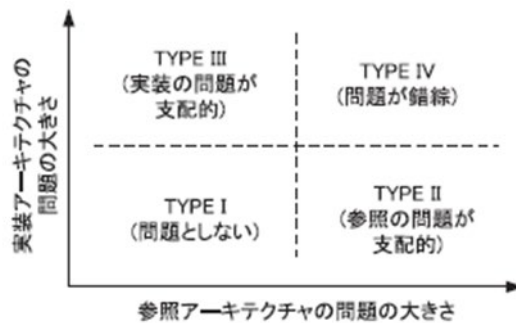 実装アーキテクチャの
問題の大きさ
TYPE III
(実装の問題が
支配的)
TYPE IV
(問題が錯綜)
TYPE I
(問題としない)
TYPE II
(参照の問題が
支配的)
参照アーキテクチャの問題の大きさ